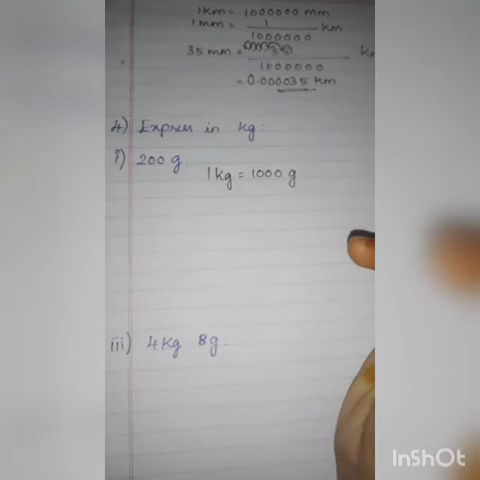 1km = 1000000 mm
1mm = 1/1000000 km
35 mm = 35/1000000
= 0.000035 km
4) Express in kg:
i) 200 g.
1kg = 1000 g
iii) 4kg 8g.
InShOt